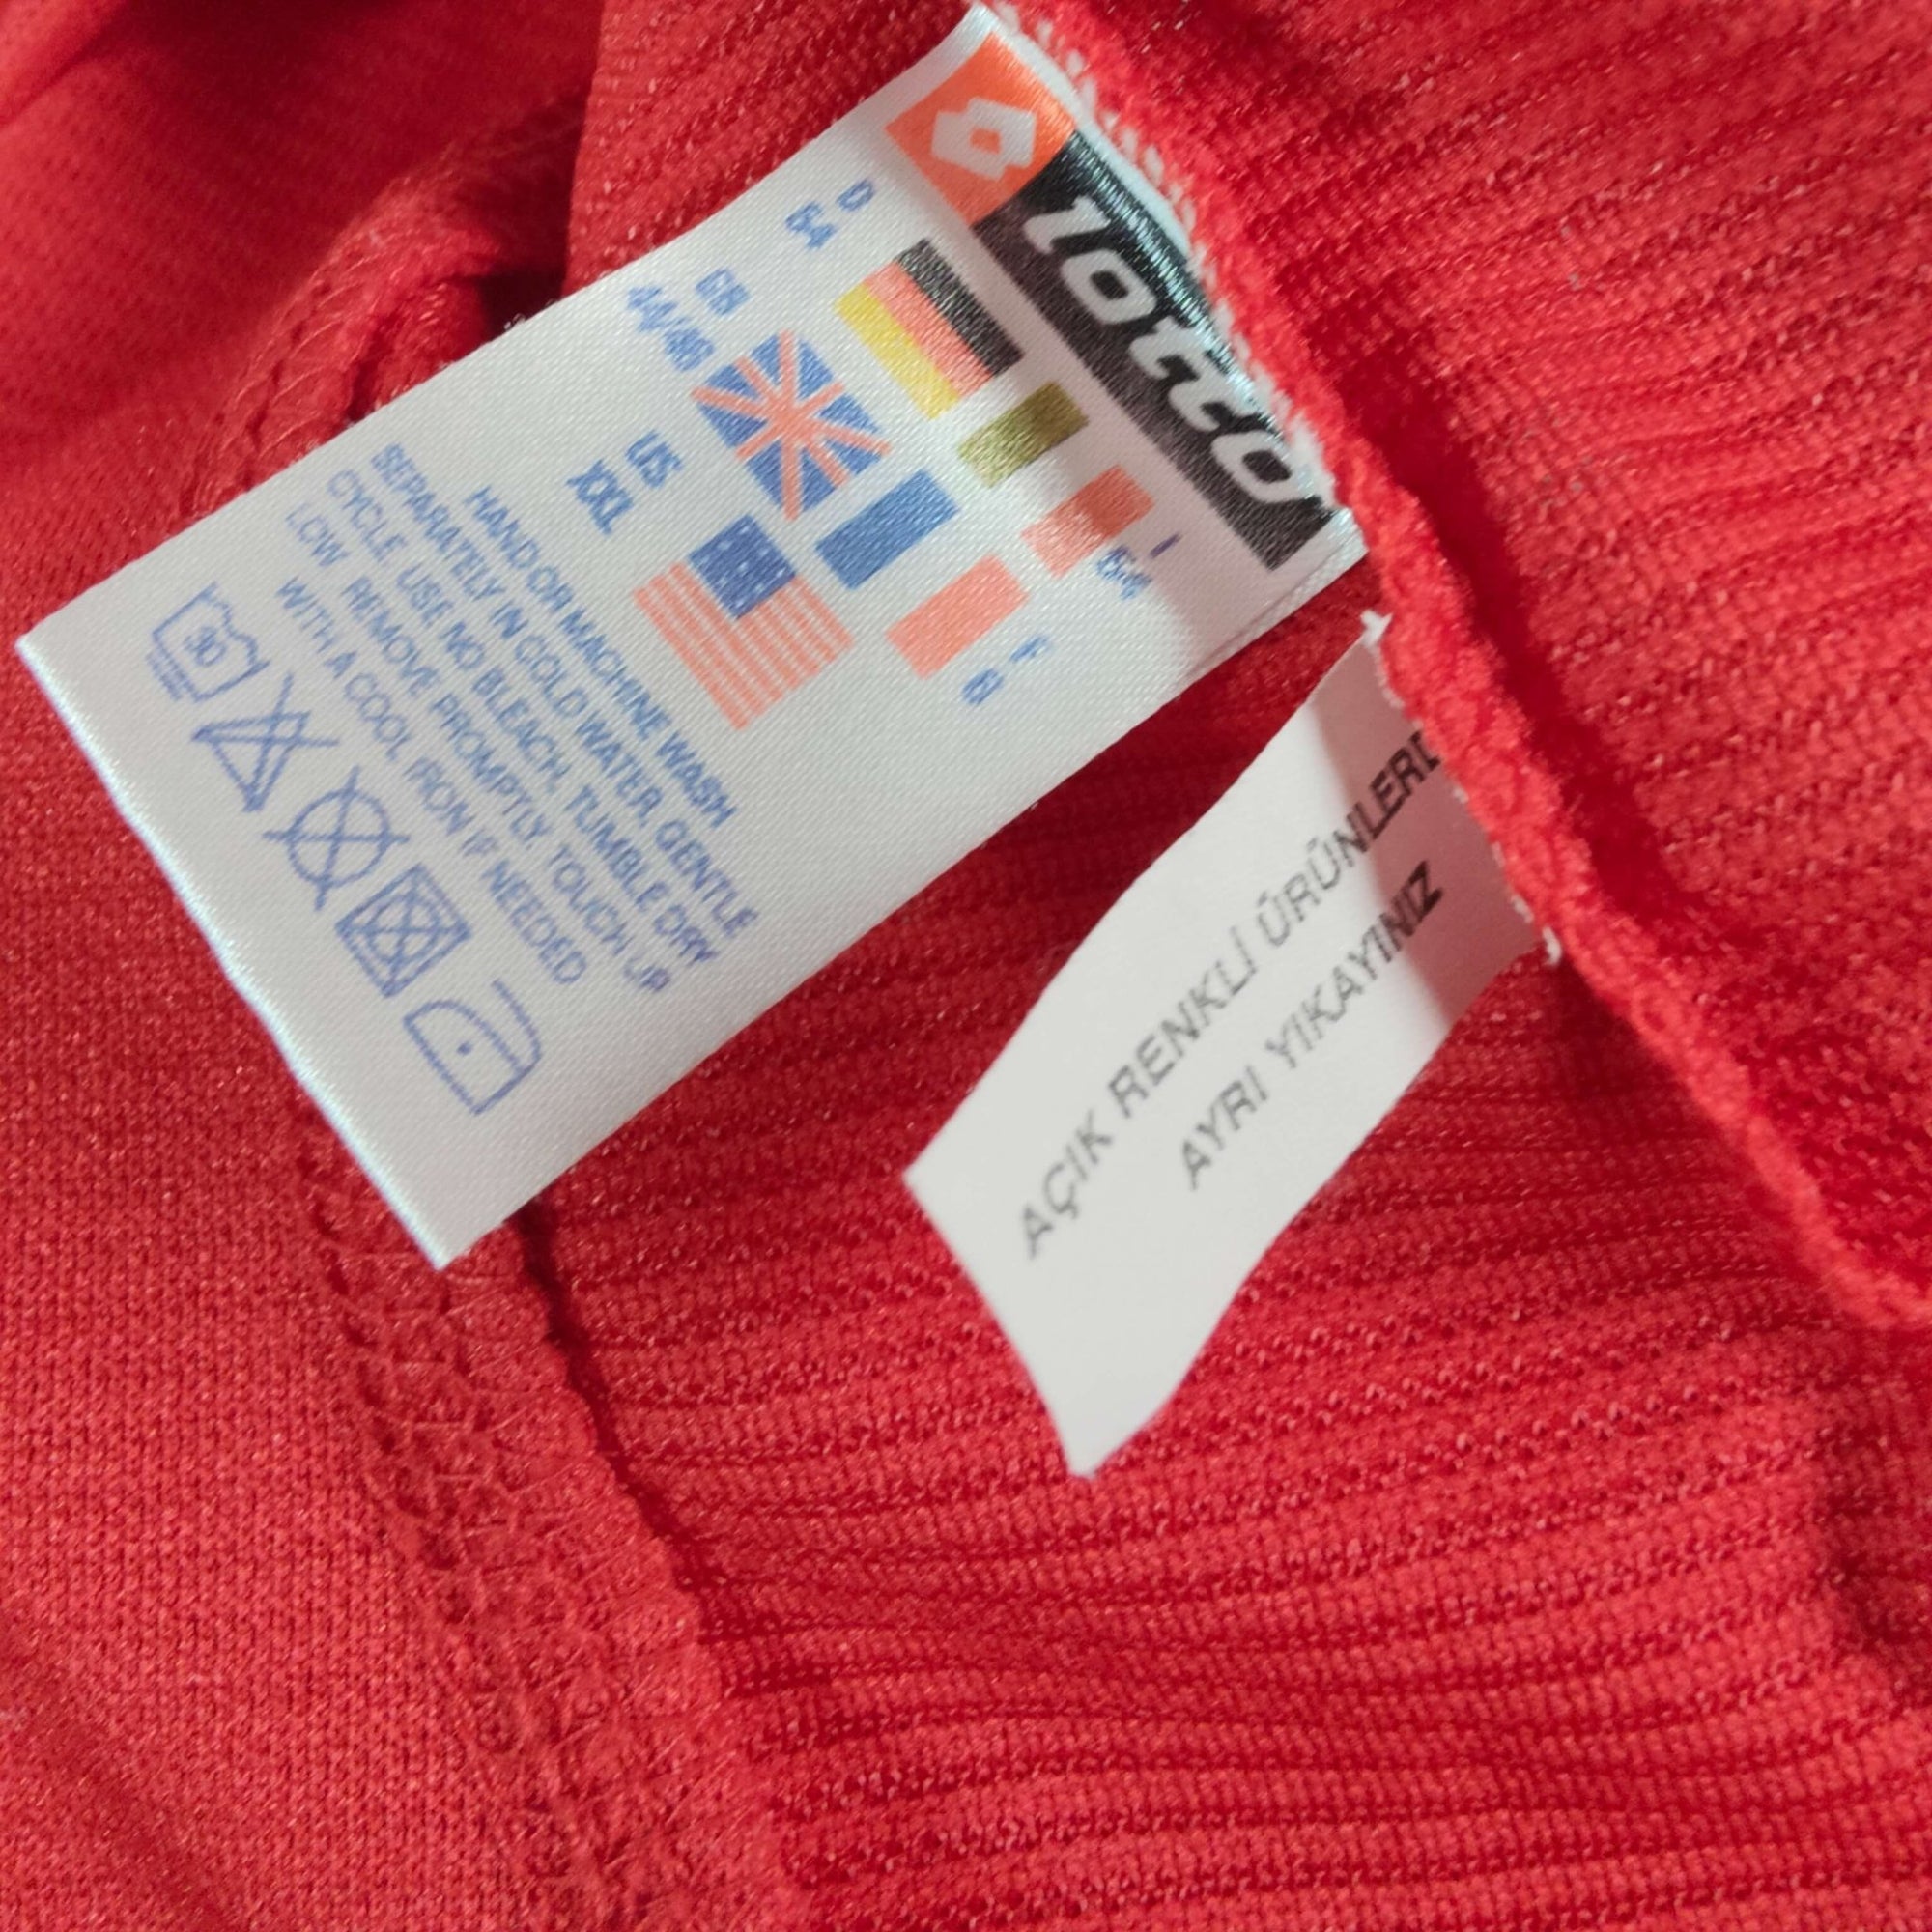 lotto
D
I
54
GB
44/46
F
US
XXL
HAND OR MACHINE WASH
SEPARATELY IN COLD WATER, GENTLE
CYCLE. USE NO BLEACH, TUMBLE DRY
LOW REMOVE PROMPTLY, TOUCH UP
WITH A COOL IRON IF NEEDED
30
AÇIK RENKLİ ÜRÜNLERD
AYRI YIKAYINIZ